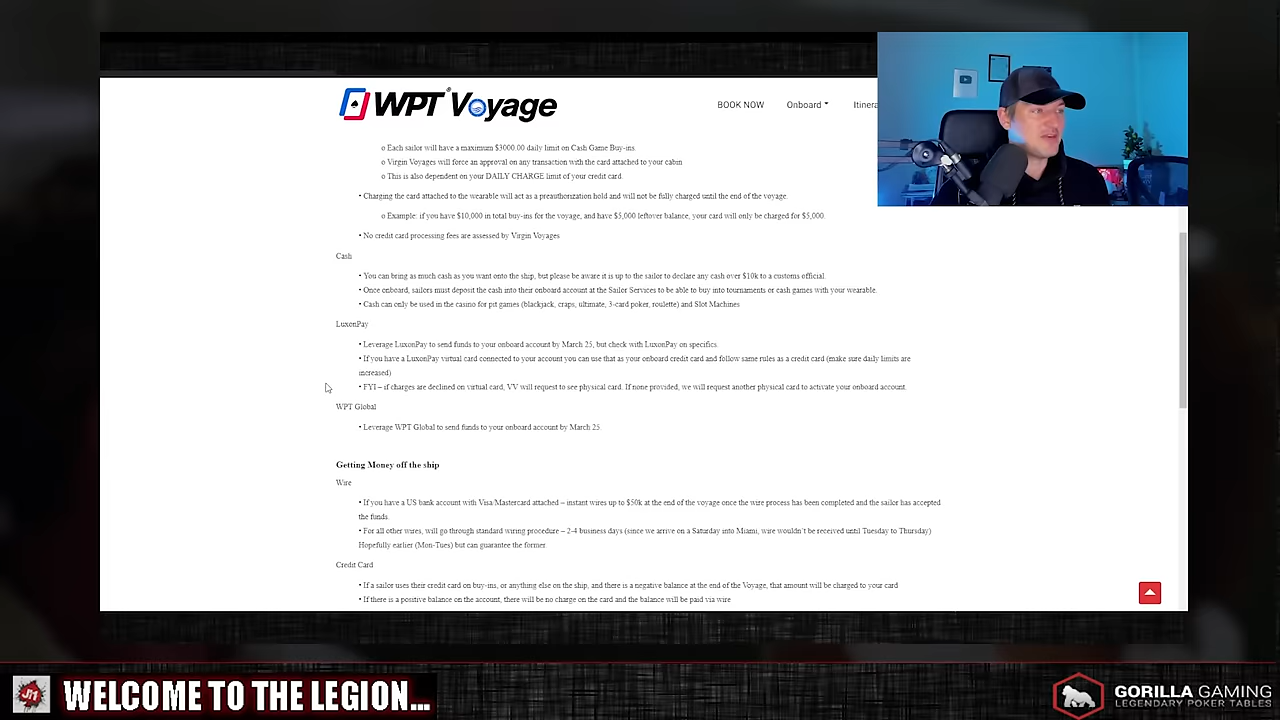 WPT® Voyage
BOOK NOW
Onboard
Itinera
o Each sailor will have a maximum $3000.00 daily limit on Cash Game Buy-ins.
o Virgin Voyages will force an approval on any transaction with the card attached to your cabin
o This is also dependent on your DAILY CHARGE limit of your credit card.
• Charging the card attached to the wearable will act as a preauthorization hold and will not be fully charged until the end of the voyage.
o Example: if you have $10,000 in total buy-ins for the voyage, and have $5,000 leftover balance, your card will only be charged for $5,000.
• No credit card processing fees are assessed by Virgin Voyages
Cash
• You can bring as much cash as you want onto the ship, but please be aware it is up to the sailor to declare any cash over $10k to a customs official.
• Once onboard, sailors must deposit the cash into their onboard account at the Sailor Services to be able to buy into tournaments or cash games with your wearable.
• Cash can only be used in the casino for pit games (blackjack, craps, ultimate, 3-card poker, roulette) and Slot Machines
LuxonPay
• Leverage LuxonPay to send funds to your onboard account by March 25, but check with LuxonPay on specifics.
• If you have a LuxonPay virtual card connected to your account you can use that as your onboard credit card and follow same rules as a credit card (make sure daily limits are
increased)
• FYI – if charges are declined on virtual card, VV will request to see physical card. If none provided, we will request another physical card to activate your onboard account.
WPT Global
• Leverage WPT Global to send funds to your onboard account by March 25.
Getting Money off the ship
Wire
• If you have a US bank account with Visa/Mastercard attached – instant wires up to $50k at the end of the voyage once the wire process has been completed and the sailor has accepted
the funds.
• For all other wires, will go through standard wiring procedure – 2-4 business days (since we arrive on a Saturday into Miami, wire wouldn't be received until Tuesday to Thursday)
Hopefully earlier (Mon-Tues) but can guarantee the former.
Credit Card
• If a sailor uses their credit card on buy-ins, or anything else on the ship, and there is a negative balance at the end of the Voyage, that amount will be charged to your card
• If there is a positive balance on the account, there will be no charge on the card and the balance will be paid via wire
WELCOME TO THE LEGION...
GORILLA GAMING
LEGENDARY POKER TABLES